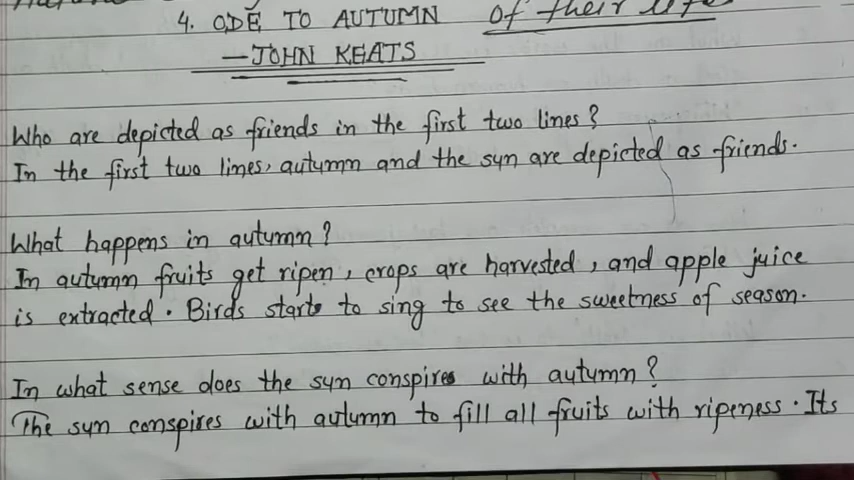 4. ODE TO AUTUMN of their life
— JOHN KEATS
Who are depicted as friends in the first two lines?
In the first two lines, autumn and the sun are depicted as friends.
What happens in autumn?
In autumn fruits get ripen, crops are harvested, and apple juice
is extracted. Birds starts to sing to see the sweetness of season.
In what sense does the sun conspires with autumn?
The sun conspires with autumn to fill all fruits with ripeness. Its